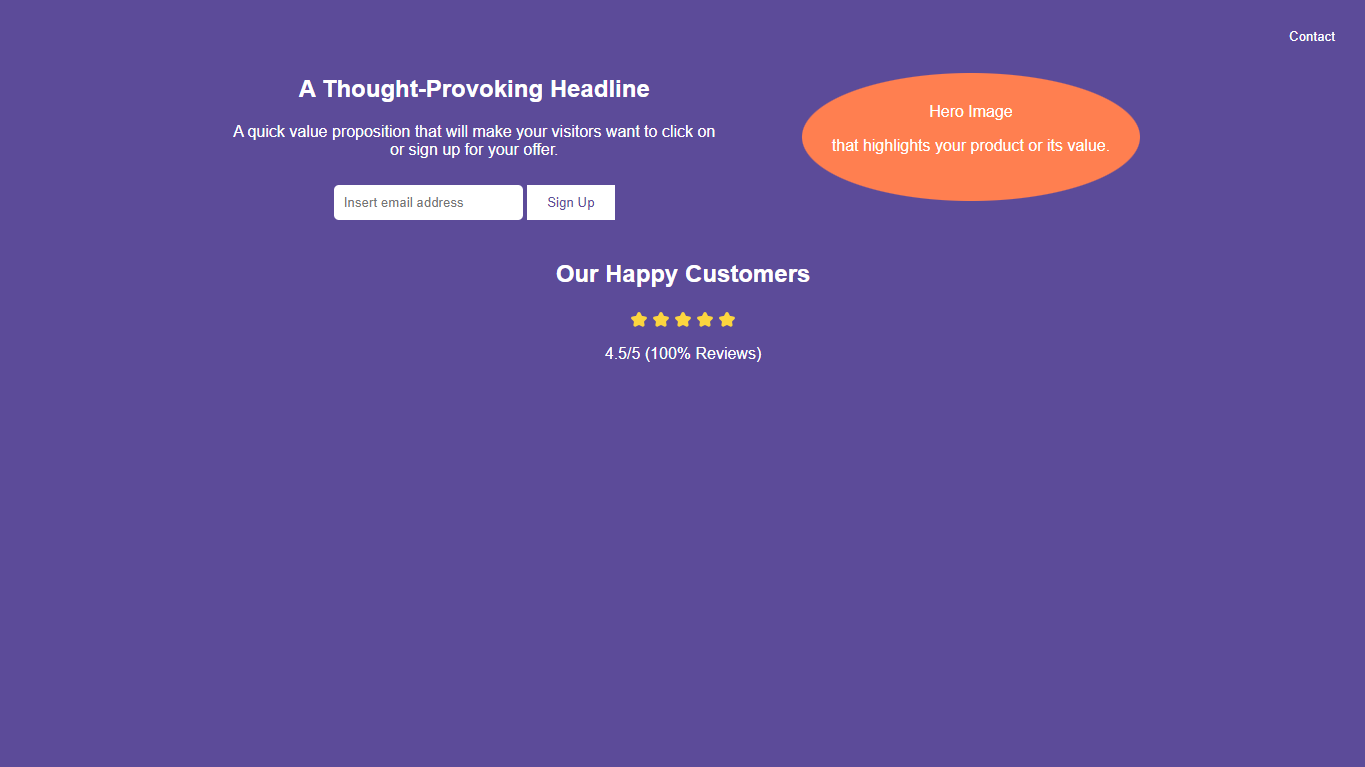 Contact
A Thought-Provoking Headline
A quick value proposition that will make your visitors want to click on
or sign up for your offer.
Insert email address
Sign Up
Hero Image
that highlights your product or its value.
Our Happy Customers
4.5/5 (100% Reviews)